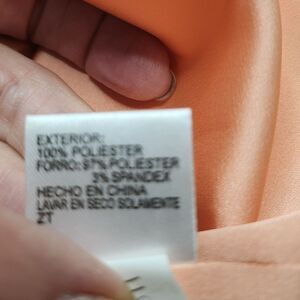 EXTERIOR:
100% POLIESTER
FORRO: 97% POLIESTER
3% SPANDEX
HECHO EN CHINA
LAVAR EN SECO SOLAMENTE
ZT